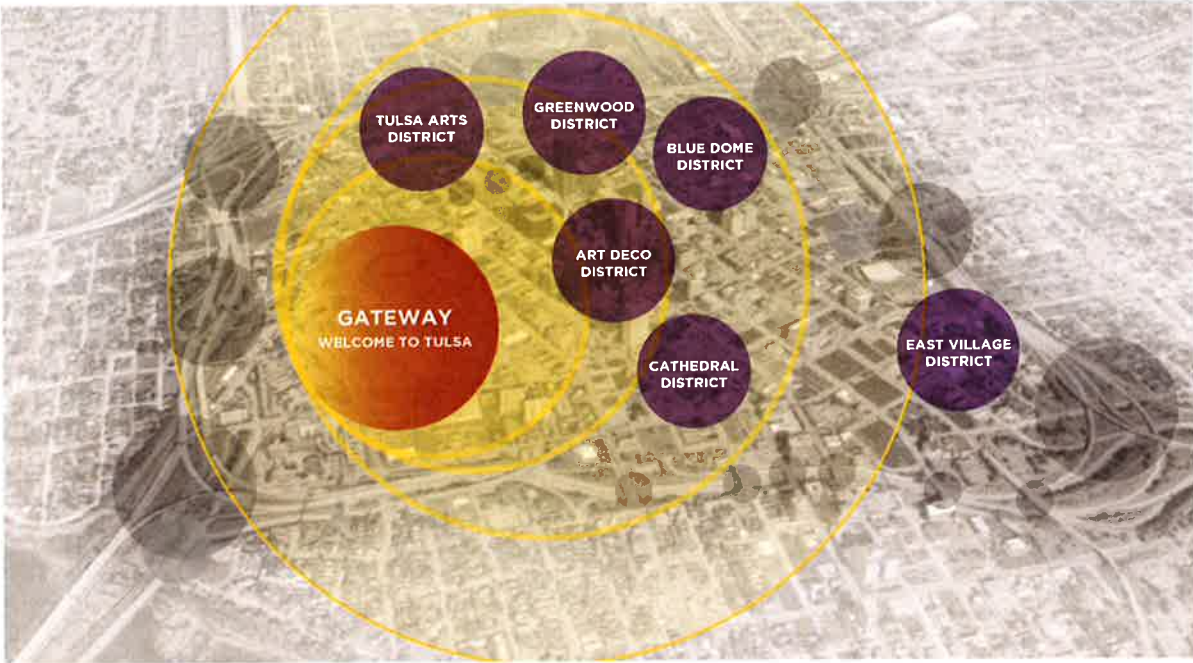 TULSA ARTS
DISTRICT
GREENWOOD
DISTRICT
BLUE DOME
DISTRICT
ART DECO
DISTRICT
GATEWAY
WELCOME TO TULSA
CATHEDRAL
DISTRICT
EAST VILLAGE
DISTRICT